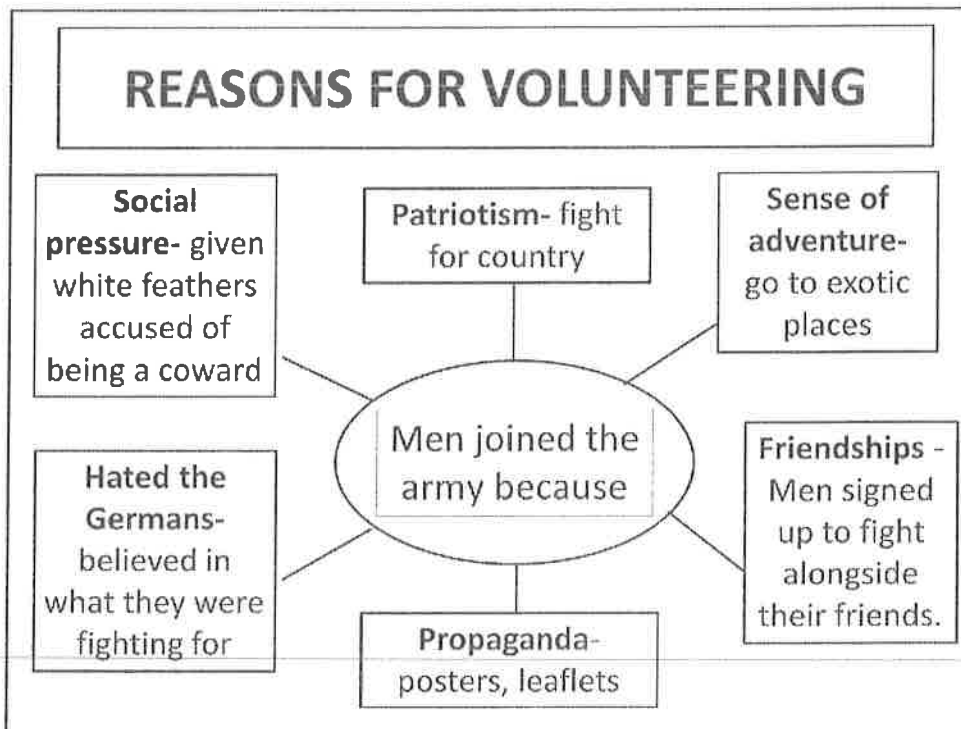 REASONS FOR VOLUNTEERING
Social
pressure- given
white feathers
accused of
being a coward
Patriotism- fight
for country
Sense of
adventure-
go to exotic
places
Men joined the
army because
Hated the
Germans-
believed in
what they were
fighting for
Propaganda-
posters, leaflets
Friendships -
Men signed
up to fight
alongside
their friends.